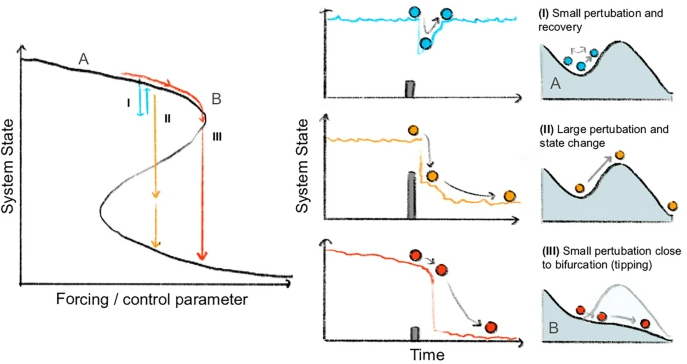 System State
A
B
I
II
III
Forcing / control parameter
System State
Time
(I) Small pertubation and
recovery
A
(II) Large pertubation and
state change
(III) Small pertubation close
to bifurcation (tipping)
B